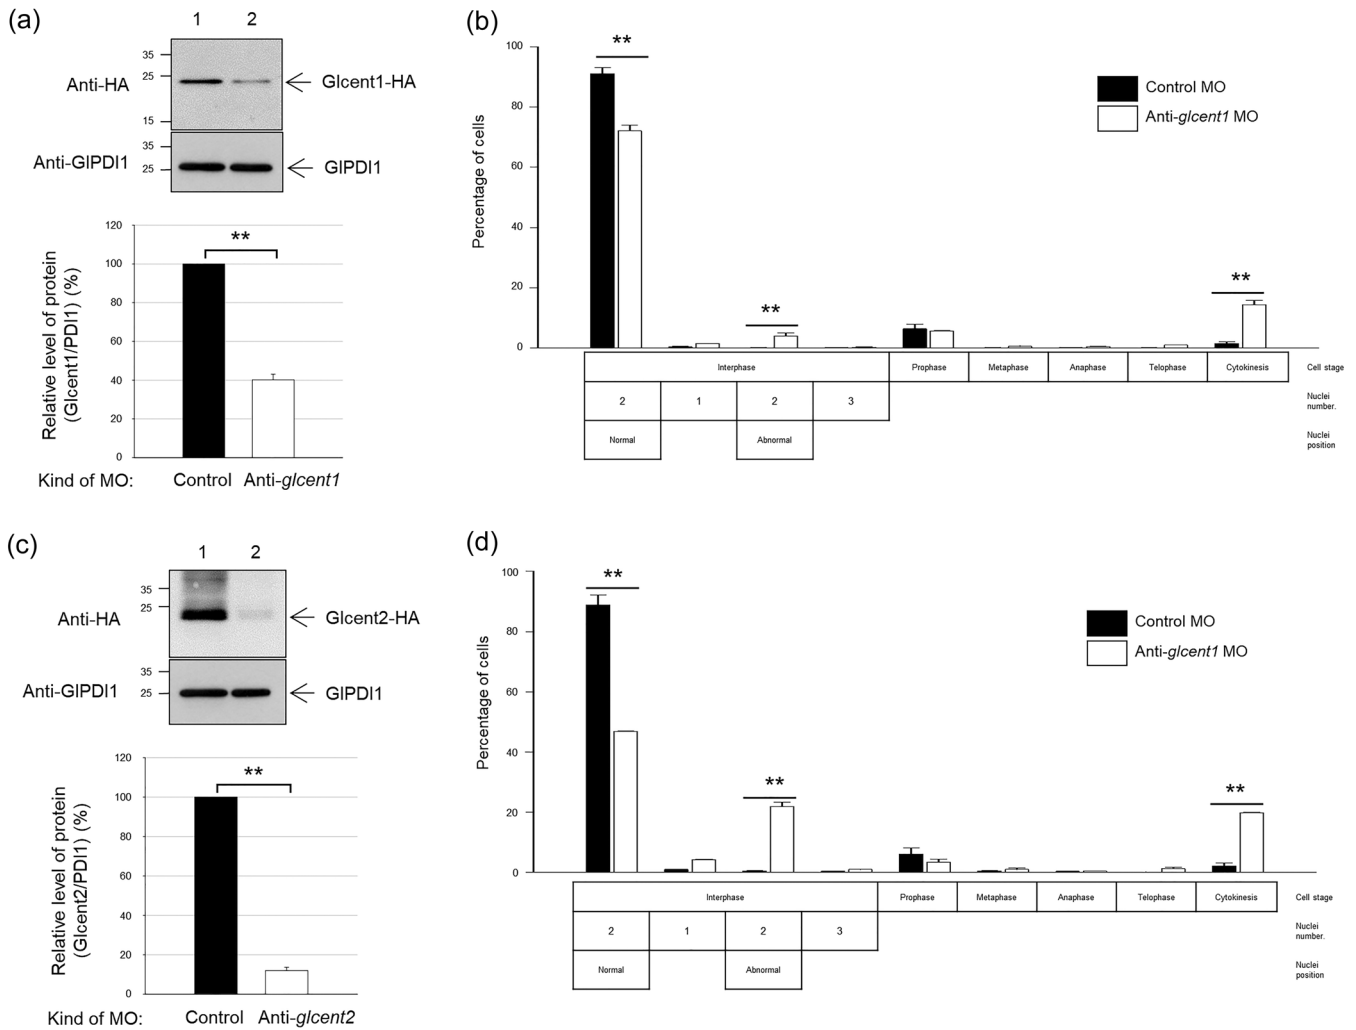 (a)
1 2
35
25
15
Anti-HA
Glcent1-HA
35
25
Anti-GlPDI1
GlPDI1
120
100
80
60
40
20
0
Relative level of protein
(Glcent1/PDI1) (%)
**
Kind of MO: Control Anti-glcent1
(b)
100
80
60
40
20
0
Percentage of cells
**
**
**
Control MO
Anti-glcent1 MO
Interphase Prophase Metaphase Anaphase Telophase Cytokinesis Cell stage
2 1 2 3 Nuclei
number.
Normal Abnormal Nuclei
position
(c)
1 2
35
25
Anti-HA
Glcent2-HA
35
25
Anti-GlPDI1
GlPDI1
120
100
80
60
40
20
0
Relative level of protein
(Glcent2/PDI1) (%)
**
Kind of MO: Control Anti-glcent2
(d)
100
80
60
40
20
0
Percentage of cells
**
**
**
Control MO
Anti-glcent1 MO
Interphase Prophase Metaphase Anaphase Telophase Cytokinesis Cell stage
2 1 2 3 Nuclei
number.
Normal Abnormal Nuclei
position